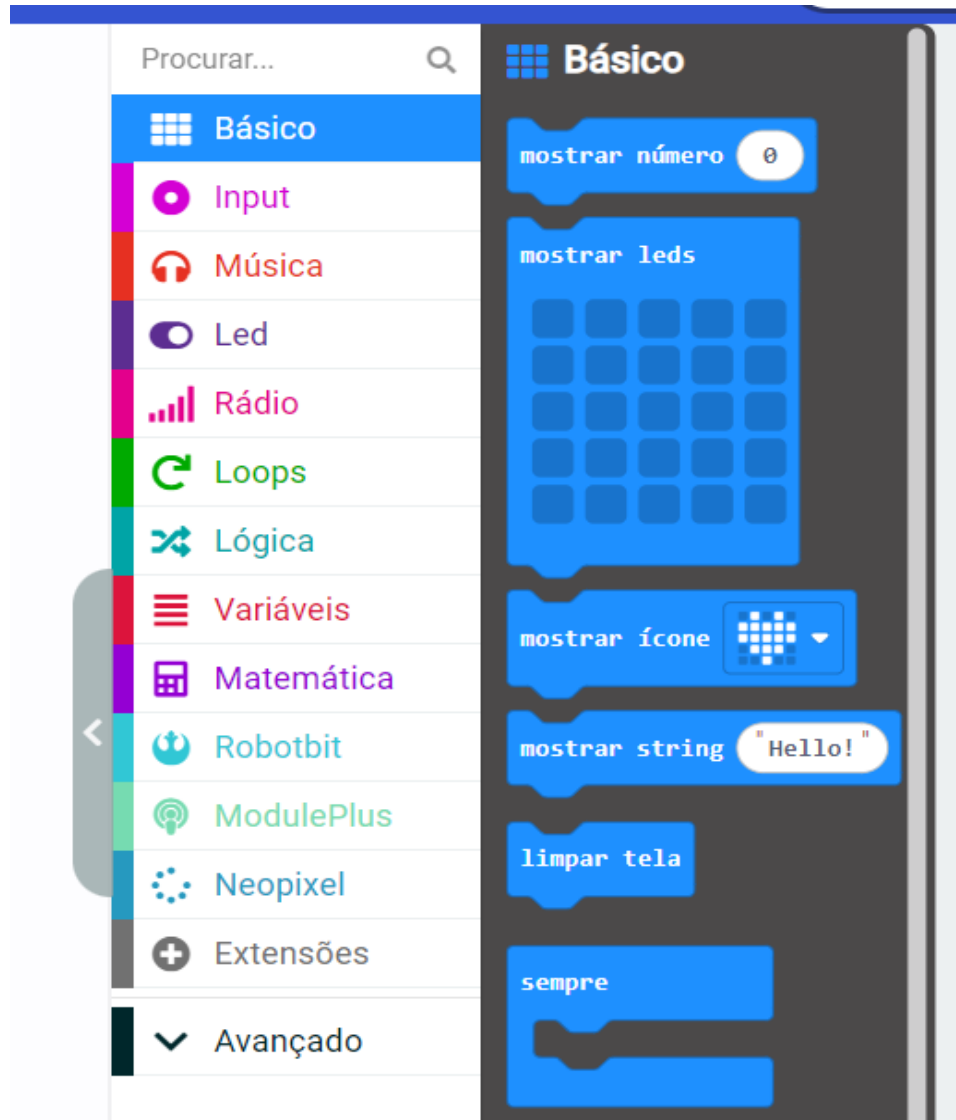 Procurar...
Básico
Input
Música
Led
Rádio
Loops
Lógica
Variáveis
Matemática
Robotbit
ModulePlus
Neopixel
Extensões
Avançado
Básico
mostrar número 0
mostrar leds
mostrar ícone
mostrar string "Hello!"
limpar tela
sempre